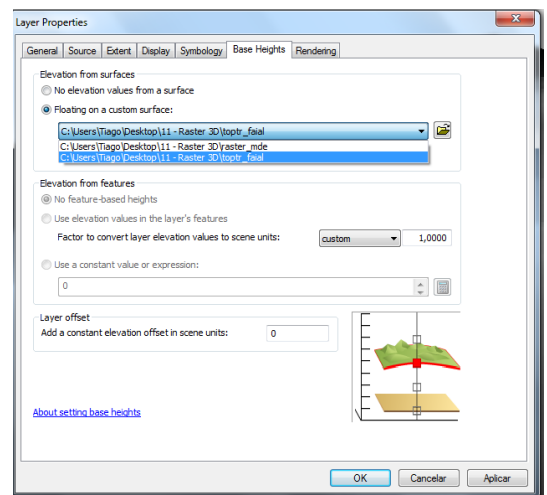 Layer Properties
General Source Extent Display Symbology Base Heights Rendering
Elevation from surfaces
No elevation values from a surface
Floating on a custom surface:
C:\Users\Tiago\Desktop\11 - Raster 3D\toptr_faial
C:\Users\Tiago\Desktop\11 - Raster 3D\raster_mde
C:\Users\Tiago\Desktop\11 - Raster 3D\toptr_faial
Elevation from features
No feature-based heights
Use elevation values in the layer's features
Factor to convert layer elevation values to scene units: custom 1,0000
Use a constant value or expression:
0
Layer offset
Add a constant elevation offset in scene units: 0
About setting base heights
OK Cancelar Aplicar